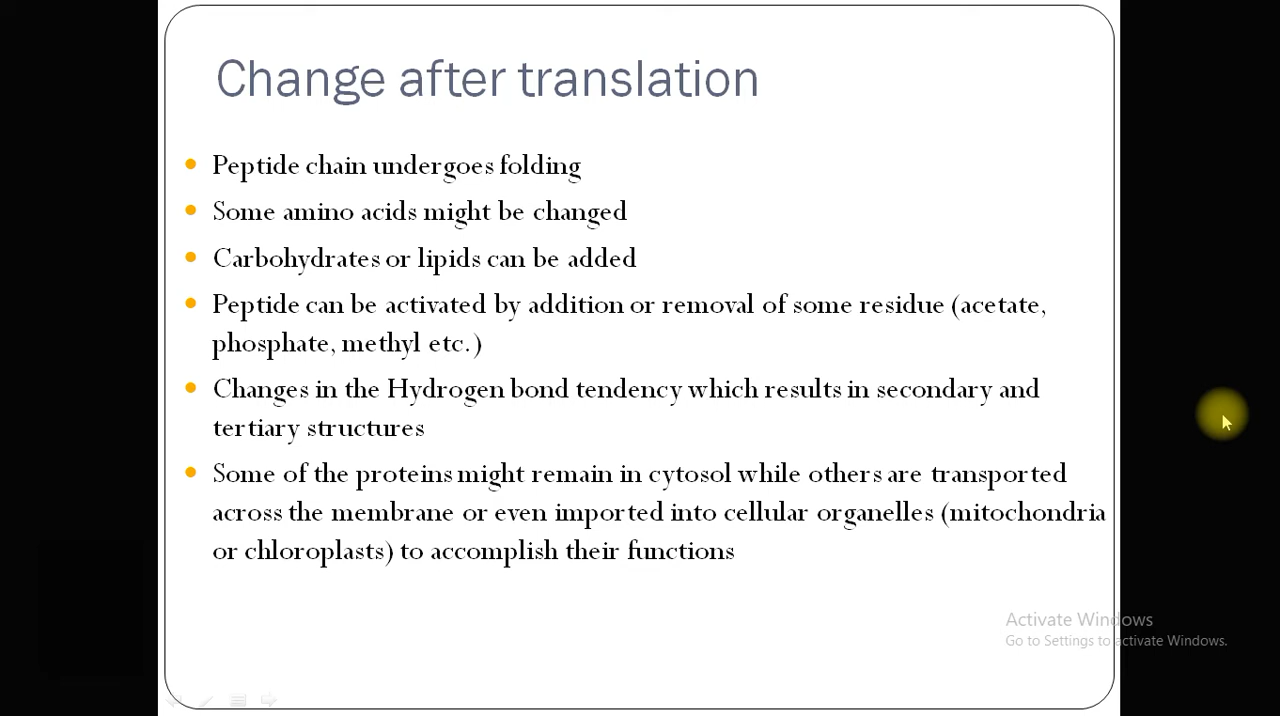 Change after translation
Peptide chain undergoes folding
Some amino acids might be changed
Carbohydrates or lipids can be added
Peptide can be activated by addition or removal of some residue (acetate,
phosphate, methyl etc.)
Changes in the Hydrogen bond tendency which results in secondary and
tertiary structures
Some of the proteins might remain in cytosol while others are transported
across the membrane or even imported into cellular organelles (mitochondria
or chloroplasts) to accomplish their functions
Activate Windows
Go to Settings to activate Windows.